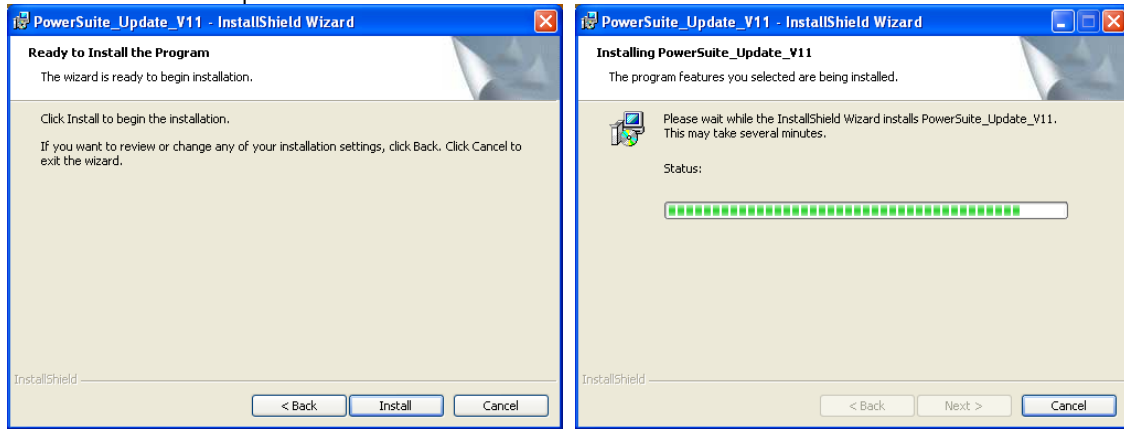 PowerSuite_Update_V11 - InstallShield Wizard
Ready to Install the Program
The wizard is ready to begin installation.
Click Install to begin the installation.
If you want to review or change any of your installation settings, click Back. Click Cancel to
exit the wizard.
InstallShield
< Back
Install
Cancel
PowerSuite_Update_V11 - InstallShield Wizard
Installing PowerSuite_Update_V11
The program features you selected are being installed.
Please wait while the InstallShield Wizard installs PowerSuite_Update_V11.
This may take several minutes.
Status:
InstallShield
< Back
Next >
Cancel